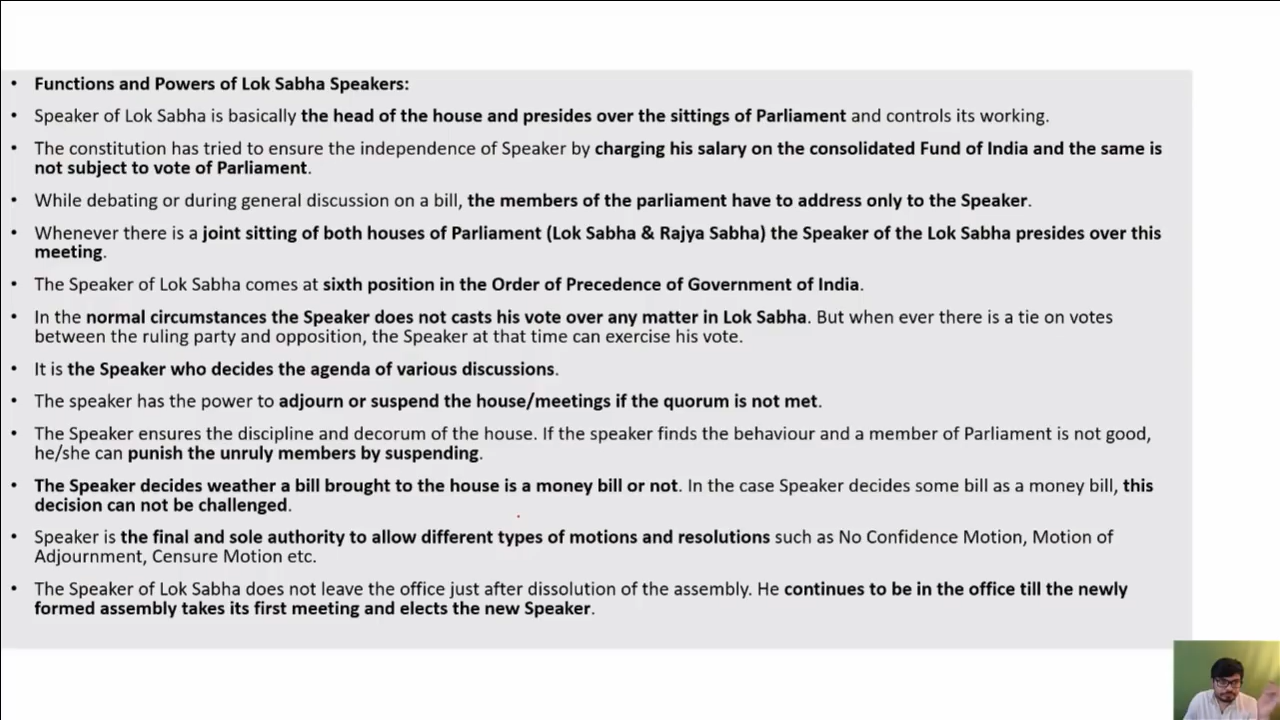 • Functions and Powers of Lok Sabha Speakers:
• Speaker of Lok Sabha is basically the head of the house and presides over the sittings of Parliament and controls its working.
• The constitution has tried to ensure the independence of Speaker by charging his salary on the consolidated Fund of India and the same is
not subject to vote of Parliament.
• While debating or during general discussion on a bill, the members of the parliament have to address only to the Speaker.
• Whenever there is a joint sitting of both houses of Parliament (Lok Sabha & Rajya Sabha) the Speaker of the Lok Sabha presides over this
meeting.
• The Speaker of Lok Sabha comes at sixth position in the Order of Precedence of Government of India.
• In the normal circumstances the Speaker does not casts his vote over any matter in Lok Sabha. But when ever there is a tie on votes
between the ruling party and opposition, the Speaker at that time can exercise his vote.
• It is the Speaker who decides the agenda of various discussions.
• The speaker has the power to adjourn or suspend the house/meetings if the quorum is not met.
• The Speaker ensures the discipline and decorum of the house. If the speaker finds the behaviour and a member of Parliament is not good,
he/she can punish the unruly members by suspending.
• The Speaker decides weather a bill brought to the house is a money bill or not. In the case Speaker decides some bill as a money bill, this
decision can not be challenged.
• Speaker is the final and sole authority to allow different types of motions and resolutions such as No Confidence Motion, Motion of
Adjournment, Censure Motion etc.
• The Speaker of Lok Sabha does not leave the office just after dissolution of the assembly. He continues to be in the office till the newly
formed assembly takes its first meeting and elects the new Speaker.